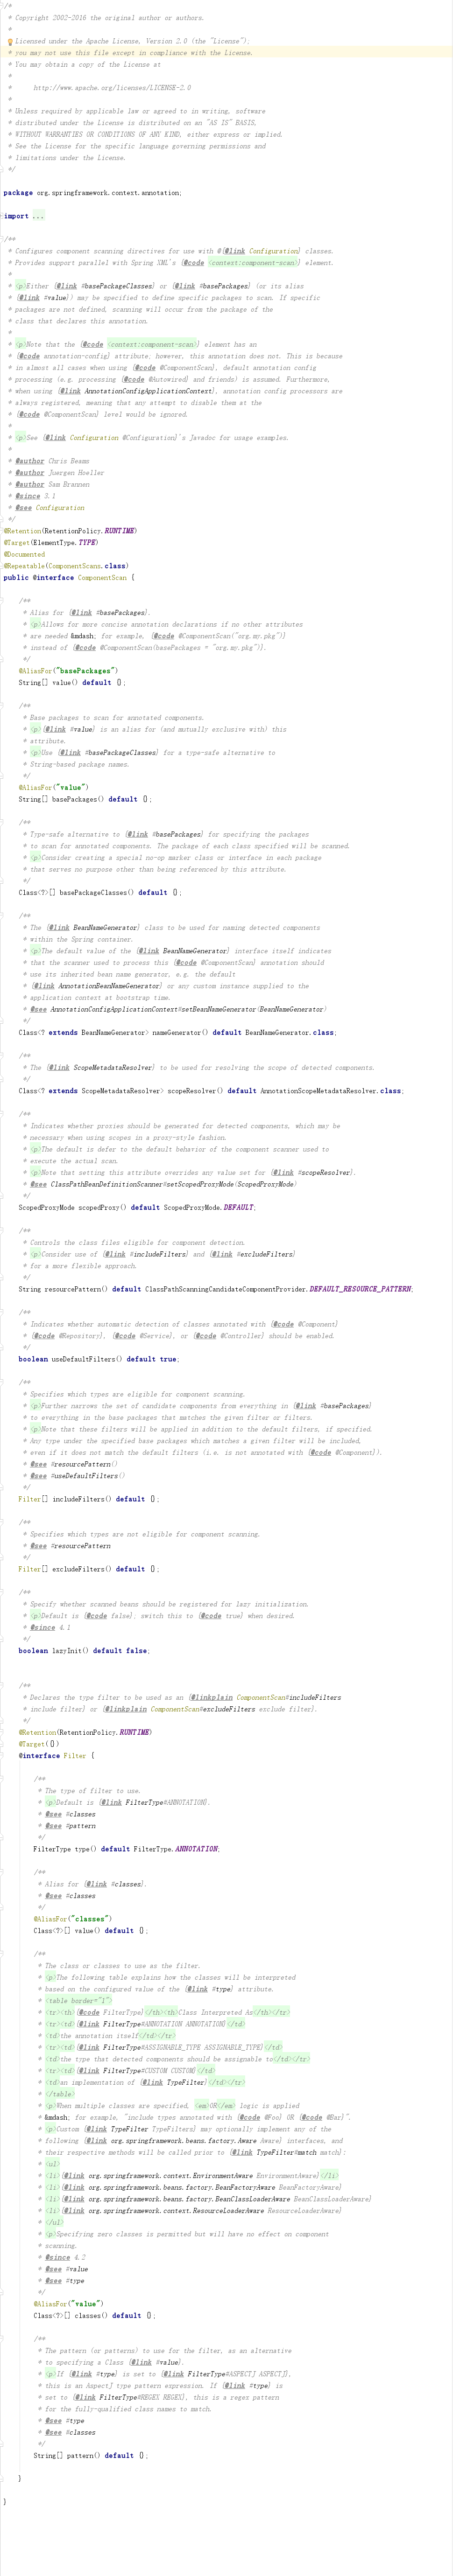 /*
 * Copyright 2002-2016 the original author or authors.
 *
 * Licensed under the Apache License, Version 2.0 (the "License");
 * you may not use this file except in compliance with the License.
 * You may obtain a copy of the License at
 *
 *      http://www.apache.org/licenses/LICENSE-2.0
 *
 * Unless required by applicable law or agreed to in writing, software
 * distributed under the License is distributed on an "AS IS" BASIS,
 * WITHOUT WARRANTIES OR CONDITIONS OF ANY KIND, either express or implied.
 * See the License for the specific language governing permissions and
 * limitations under the License.
 */

package org.springframework.context.annotation;

import ...

/**
 * Configures component scanning directives for use with @{@link Configuration} classes.
 * Provides support parallel with Spring XML's {@code <context:component-scan>} element.
 *
 * <p>Either {@link #basePackageClasses} or {@link #basePackages} (or its alias
 * {@link #value}) may be specified to define specific packages to scan. If specific
 * packages are not defined, scanning will occur from the package of the
 * class that declares this annotation.
 *
 * <p>Note that the {@code <context:component-scan>} element has an
 * {@code annotation-config} attribute; however, this annotation does not. This is because
 * in almost all cases when using {@code @ComponentScan}, default annotation config
 * processing (e.g. processing {@code @Autowired} and friends) is assumed. Furthermore,
 * when using {@link AnnotationConfigApplicationContext}, annotation config processors are
 * always registered, meaning that any attempt to disable them at the
 * {@code @ComponentScan} level would be ignored.
 *
 * <p>See {@link Configuration @Configuration}'s Javadoc for usage examples.
 *
 * @author Chris Beams
 * @author Juergen Hoeller
 * @author Sam Brannen
 * @since 3.1
 * @see Configuration
 */
@Retention(RetentionPolicy.RUNTIME)
@Target(ElementType.TYPE)
@Documented
@Repeatable(ComponentScans.class)
public @interface ComponentScan {

    /**
     * Alias for {@link #basePackages}.
     * <p>Allows for more concise annotation declarations if no other attributes
     * are needed &mdash; for example, {@code @ComponentScan("org.my.pkg")}
     * instead of {@code @ComponentScan(basePackages = "org.my.pkg")}.
     */
    @AliasFor("basePackages")
    String[] value() default {};

    /**
     * Base packages to scan for annotated components.
     * <p>{@link #value} is an alias for (and mutually exclusive with) this
     * attribute.
     * <p>Use {@link #basePackageClasses} for a type-safe alternative to
     * String-based package names.
     */
    @AliasFor("value")
    String[] basePackages() default {};

    /**
     * Type-safe alternative to {@link #basePackages} for specifying the packages
     * to scan for annotated components. The package of each class specified will be scanned.
     * <p>Consider creating a special no-op marker class or interface in each package
     * that serves no purpose other than being referenced by this attribute.
     */
    Class<?>[] basePackageClasses() default {};

    /**
     * The {@link BeanNameGenerator} class to be used for naming detected components
     * within the Spring container.
     * <p>The default value of the {@link BeanNameGenerator} interface itself indicates
     * that the scanner used to process this {@code @ComponentScan} annotation should
     * use its inherited bean name generator, e.g. the default
     * {@link AnnotationBeanNameGenerator} or any custom instance supplied to the
     * application context at bootstrap time.
     * @see AnnotationConfigApplicationContext#setBeanNameGenerator(BeanNameGenerator)
     */
    Class<? extends BeanNameGenerator> nameGenerator() default BeanNameGenerator.class;

    /**
     * The {@link ScopeMetadataResolver} to be used for resolving the scope of detected components.
     */
    Class<? extends ScopeMetadataResolver> scopeResolver() default AnnotationScopeMetadataResolver.class;

    /**
     * Indicates whether proxies should be generated for detected components, which may be
     * necessary when using scopes in a proxy-style fashion.
     * <p>The default is defer to the default behavior of the component scanner used to
     * execute the actual scan.
     * <p>Note that setting this attribute overrides any value set for {@link #scopeResolver}.
     * @see ClassPathBeanDefinitionScanner#setScopedProxyMode(ScopedProxyMode)
     */
    ScopedProxyMode scopedProxy() default ScopedProxyMode.DEFAULT;

    /**
     * Controls the class files eligible for component detection.
     * <p>Consider use of {@link #includeFilters} and {@link #excludeFilters}
     * for a more flexible approach.
     */
    String resourcePattern() default ClassPathScanningCandidateComponentProvider.DEFAULT_RESOURCE_PATTERN;

    /**
     * Indicates whether automatic detection of classes annotated with {@code @Component}
     * {@code @Repository}, {@code @Service}, or {@code @Controller} should be enabled.
     */
    boolean useDefaultFilters() default true;

    /**
     * Specifies which types are eligible for component scanning.
     * <p>Further narrows the set of candidate components from everything in {@link #basePackages}
     * to everything in the base packages that matches the given filter or filters.
     * <p>Note that these filters will be applied in addition to the default filters, if specified.
     * Any type under the specified base packages which matches a given filter will be included,
     * even if it does not match the default filters (i.e. is not annotated with {@code @Component}).
     * @see #resourcePattern()
     * @see #useDefaultFilters()
     */
    Filter[] includeFilters() default {};

    /**
     * Specifies which types are not eligible for component scanning.
     * @see #resourcePattern
     */
    Filter[] excludeFilters() default {};

    /**
     * Specify whether scanned beans should be registered for lazy initialization.
     * <p>Default is {@code false}; switch this to {@code true} when desired.
     * @since 4.1
     */
    boolean lazyInit() default false;


    /**
     * Declares the type filter to be used as an {@linkplain ComponentScan#includeFilters
     * include filter} or {@linkplain ComponentScan#excludeFilters exclude filter}.
     */
    @Retention(RetentionPolicy.RUNTIME)
    @Target({})
    @interface Filter {

        /**
         * The type of filter to use.
         * <p>Default is {@link FilterType#ANNOTATION}.
         * @see #classes
         * @see #pattern
         */
        FilterType type() default FilterType.ANNOTATION;

        /**
         * Alias for {@link #classes}.
         * @see #classes
         */
        @AliasFor("classes")
        Class<?>[] value() default {};

        /**
         * The class or classes to use as the filter.
         * <p>The following table explains how the classes will be interpreted
         * based on the configured value of the {@link #type} attribute.
         * <table border="1">
         * <tr><th>{@code FilterType}</th><th>Class Interpreted As</th></tr>
         * <tr><td>{@link FilterType#ANNOTATION ANNOTATION}</td>
         * <td>the annotation itself</td></tr>
         * <tr><td>{@link FilterType#ASSIGNABLE_TYPE ASSIGNABLE_TYPE}</td>
         * <td>the type that detected components should be assignable to</td></tr>
         * <tr><td>{@link FilterType#CUSTOM CUSTOM}</td>
         * <td>an implementation of {@link TypeFilter}</td></tr>
         * </table>
         * <p>When multiple classes are specified, <em>OR</em> logic is applied
         * &mdash; for example, "include types annotated with {@code @Foo} OR {@code @Bar}".
         * <p>Custom {@link TypeFilter TypeFilters} may optionally implement any of the
         * following {@link org.springframework.beans.factory.Aware Aware} interfaces, and
         * their respective methods will be called prior to {@link TypeFilter#match match}:
         * <ul>
         * <li>{@link org.springframework.context.EnvironmentAware EnvironmentAware}</li>
         * <li>{@link org.springframework.beans.factory.BeanFactoryAware BeanFactoryAware}
         * <li>{@link org.springframework.beans.factory.BeanClassLoaderAware BeanClassLoaderAware}
         * <li>{@link org.springframework.context.ResourceLoaderAware ResourceLoaderAware}
         * </ul>
         * <p>Specifying zero classes is permitted but will have no effect on component
         * scanning.
         * @since 4.2
         * @see #value
         * @see #type
         */
        @AliasFor("value")
        Class<?>[] classes() default {};

        /**
         * The pattern (or patterns) to use for the filter, as an alternative
         * to specifying a Class {@link #value}.
         * <p>If {@link #type} is set to {@link FilterType#ASPECTJ ASPECTJ},
         * this is an AspectJ type pattern expression. If {@link #type} is
         * set to {@link FilterType#REGEX REGEX}, this is a regex pattern
         * for the fully-qualified class names to match.
         * @see #type
         * @see #classes
         */
        String[] pattern() default {};

    }

}